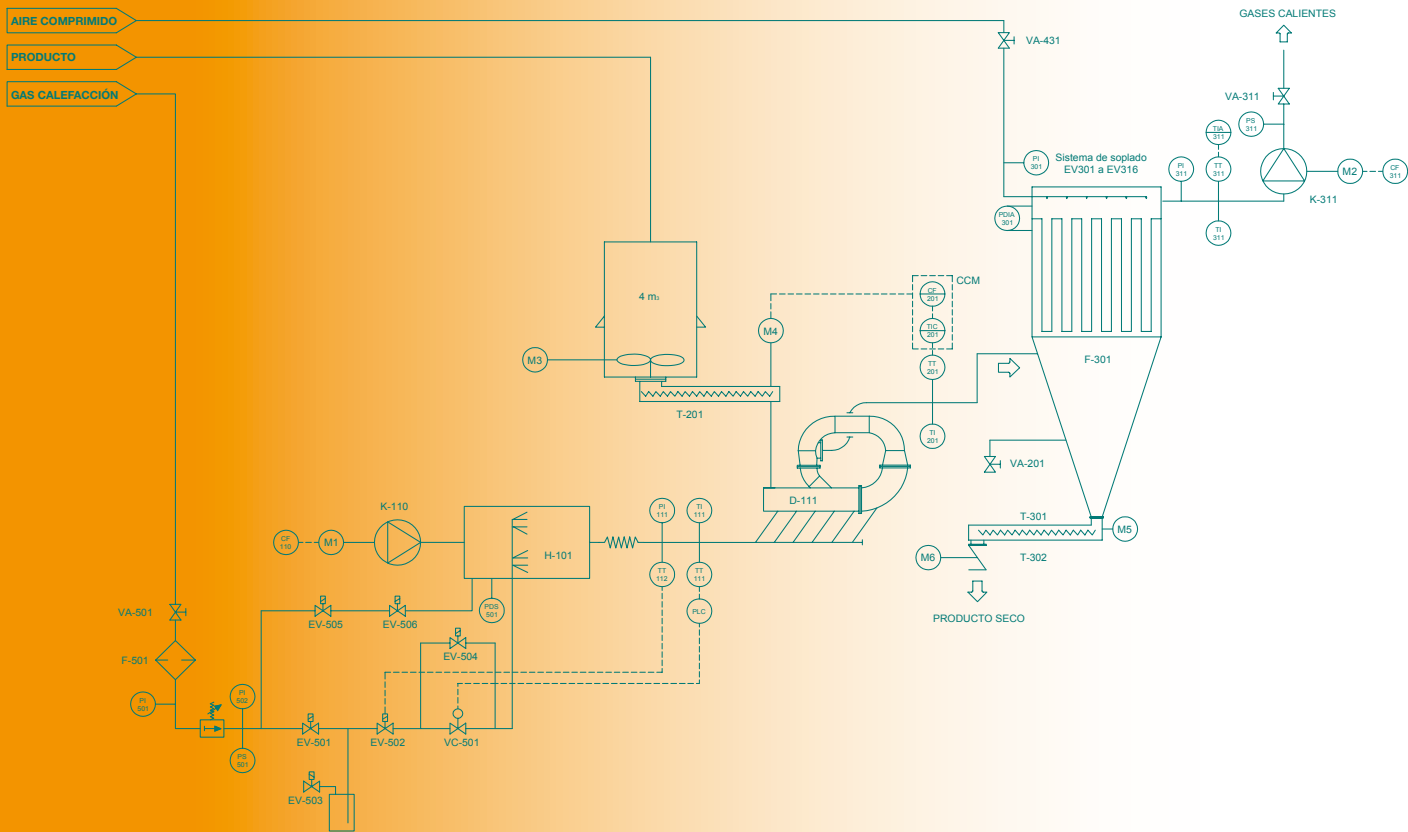 AIRE COMPRIMIDO
PRODUCTO
GAS CALEFACCIÓN
GASES CALIENTES
VA-431
VA-311
PS
311
TIA
311
PI
301
Sistema de soplado
EV301 a EV316
PI
311
TT
311
M2
CF
311
K-311
PDIA
301
TI
311
4 m3
CF
201
CCM
M4
TIC
201
M3
F-301
TT
201
T-201
TI
201
VA-201
D-111
K-110
PI
111
TI
111
T-301
M5
CF
110
M1
H-101
M6
T-302
TT
112
TT
111
PDS
501
PLC
VA-501
EV-505
EV-506
PRODUCTO SECO
EV-504
F-501
PI
501
PI
502
EV-501
EV-502
VC-501
PS
501
EV-503